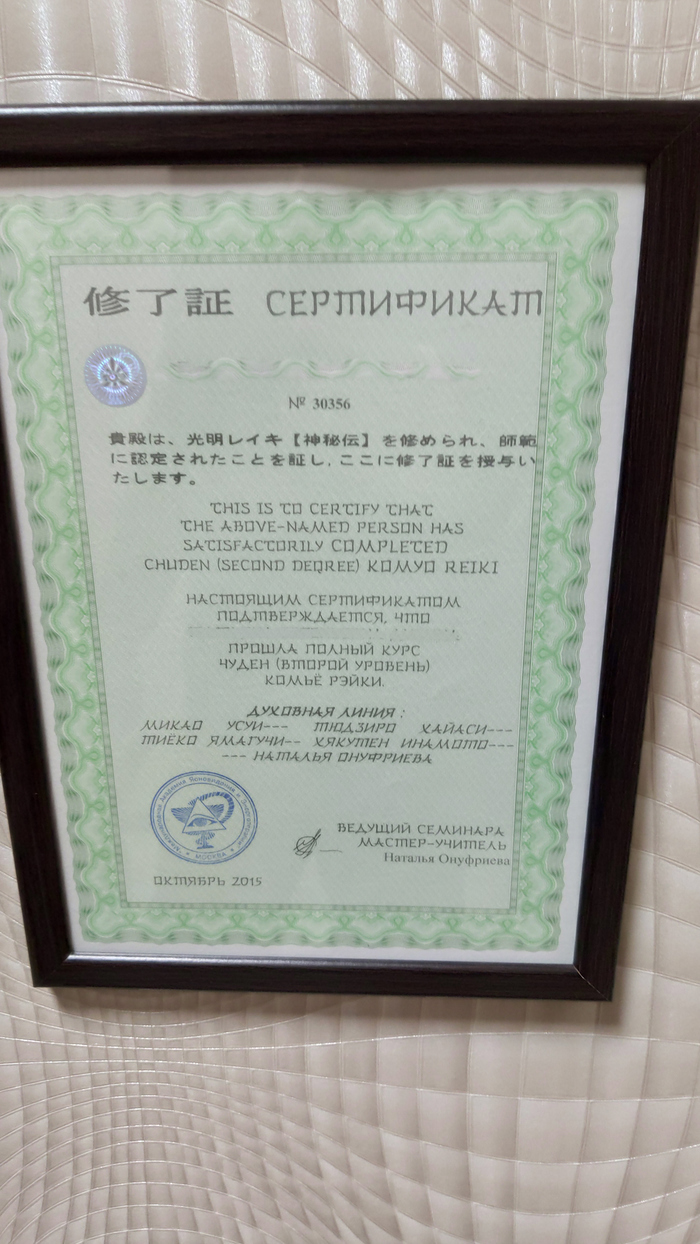 修了証 СЕРТИФИКАТ
№ 30356
貴殿は、光明レイキ【神秘伝】を修められ、師範
に認定されたことを証し、ここに修了証を授与い
たします。
THIS IS TO CERTIFY THAT
THE ABOVE-NAMED PERSON HAS
SATISFACTORILY COMPLETED
CHUDEN (SECOND DEGREE) KOMYO REIKI
НАСТОЯЩИМ СЕРТИФИКАТОМ
ПОДТВЕРЖДАЕТСЯ, ЧТО
ПРОШЛА ПОЛНЫЙ КУРС
ЧУДЕН (ВТОРОЙ УРОВЕНЬ)
КОМЬЁ РЭЙКИ.
ДУХОВНАЯ ЛИНИЯ :
МИКАО УСУИ--- ТЮДЗИРО ХАЙАСИ---
ТИЕКО ЯМАГУЧИ-- ХЯКУТЕН ИНАМОТО---
--- НАТАЛЬЯ ОНУФРИЕВА
МОСКВА
ВЕДУЩИЙ СЕМИНАРА
МАСТЕР-УЧИТЕЛЬ
Наталья Онуфриева
ОКТЯБРЬ 2015